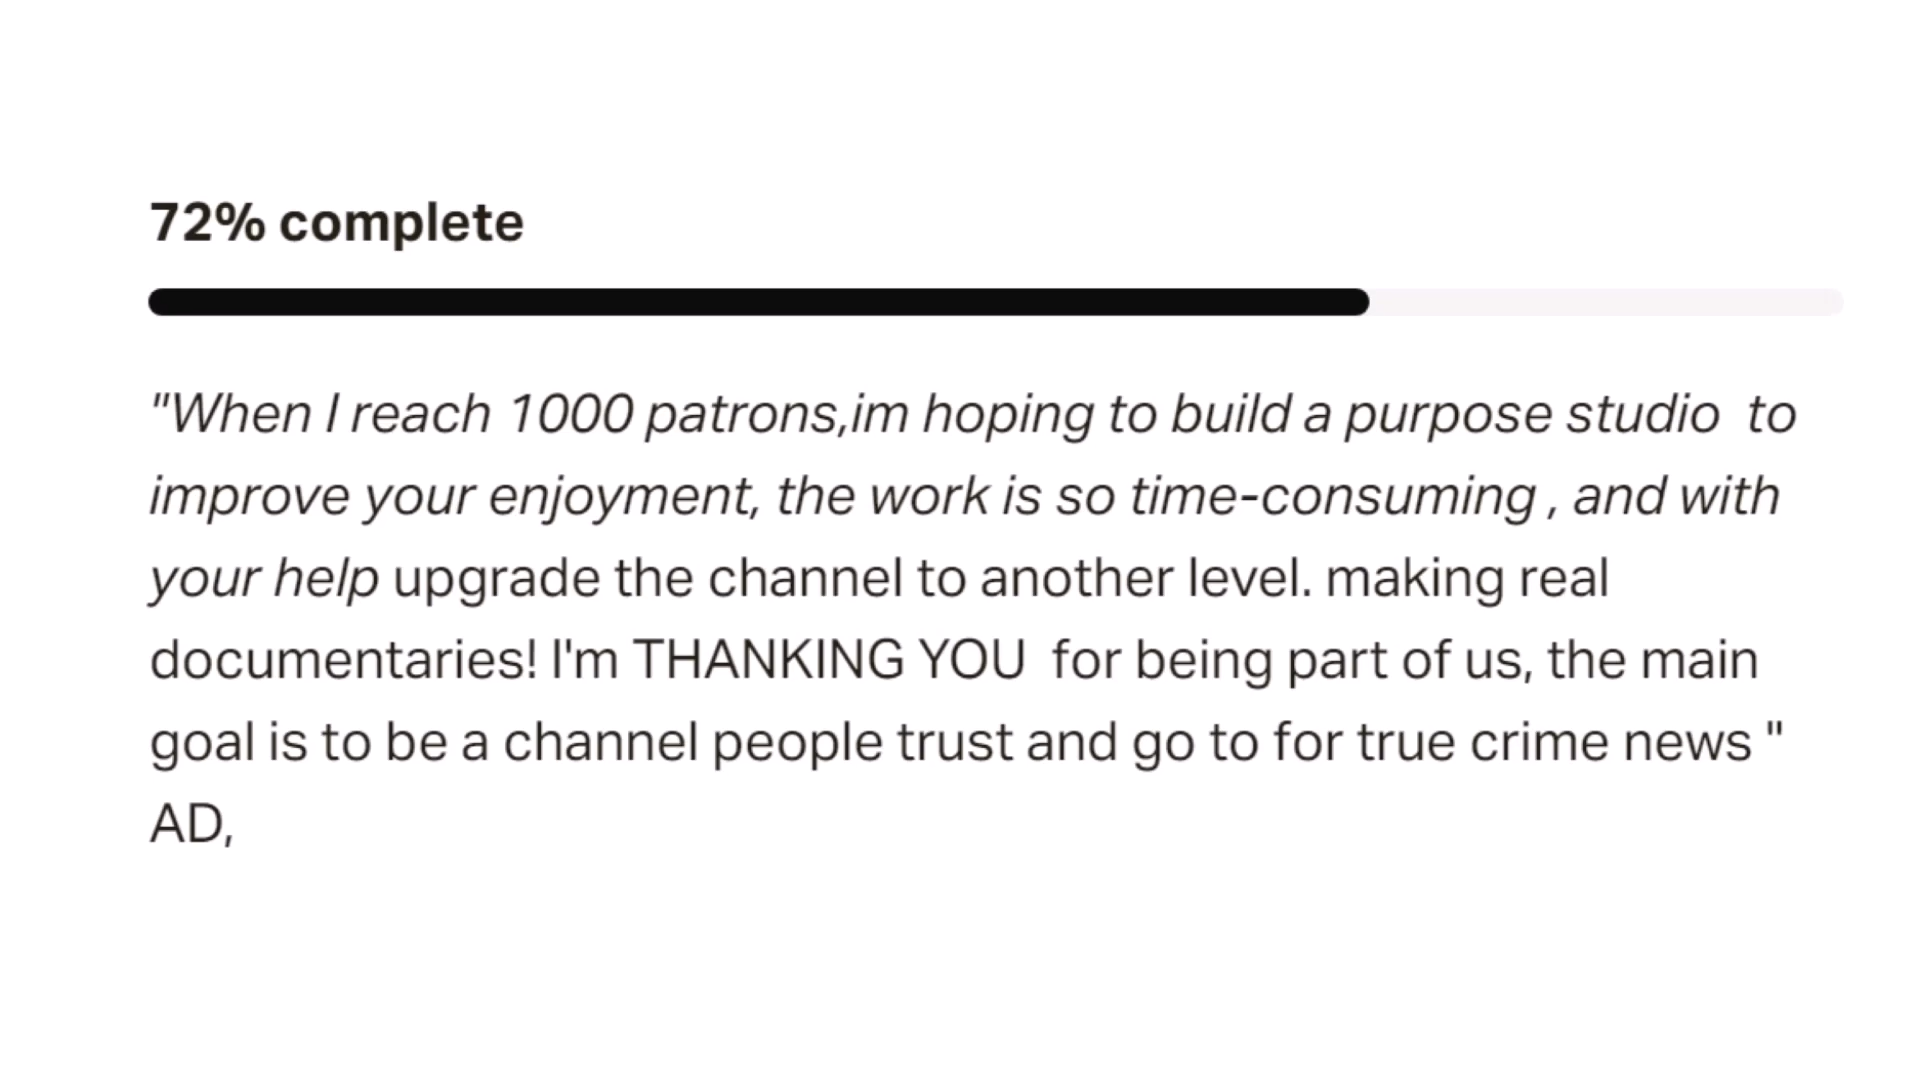 72% complete
"When I reach 1000 patrons,im hoping to build a purpose studio  to
improve your enjoyment, the work is so time-consuming , and with
your help upgrade the channel to another level. making real
documentaries! I'm THANKING YOU  for being part of us, the main
goal is to be a channel people trust and go to for true crime news "
AD,